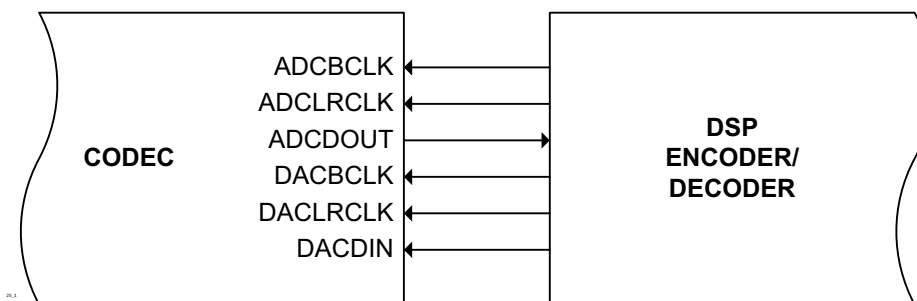 ADCBCLK
ADCLRCLK
ADCDOUT
DACBCLK
DACLRCLK
DACDIN
CODEC
DSP
ENCODER/
DECODER